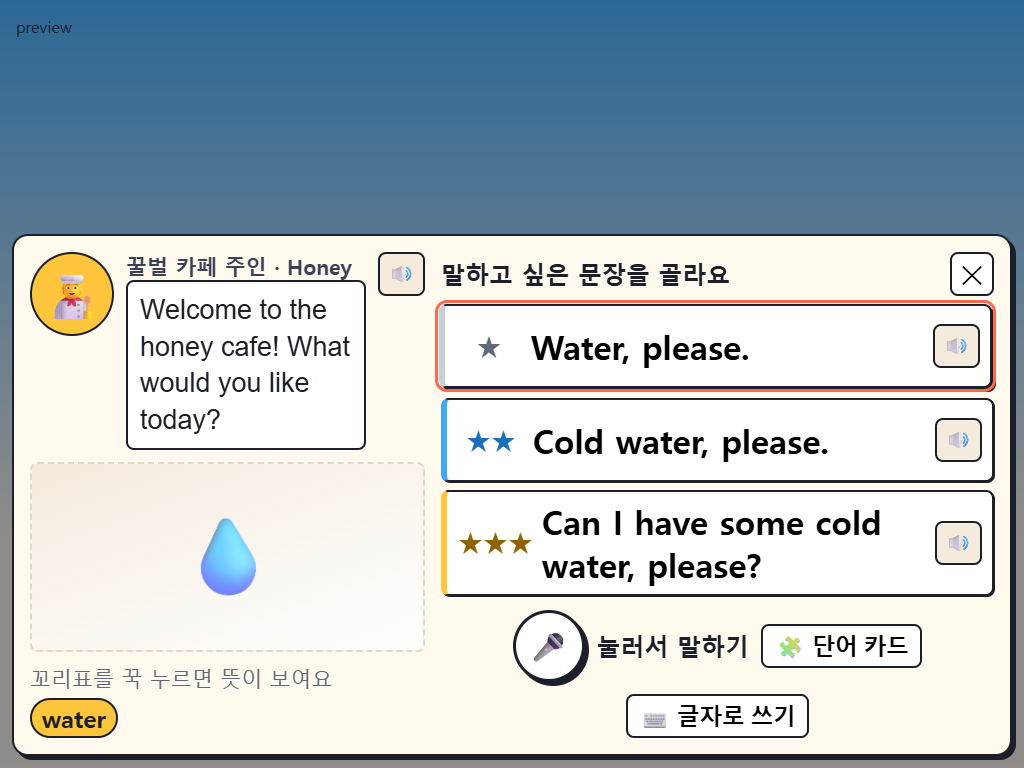 preview
꿀벌 카페 주인 · Honey
Welcome to the
honey cafe! What
would you like
today?
꼬리표를 꾹 누르면 뜻이 보여요
water
말하고 싶은 문장을 골라요
★ Water, please.
★★ Cold water, please.
★★★ Can I have some cold
water, please?
눌러서 말하기
단어 카드
글자로 쓰기